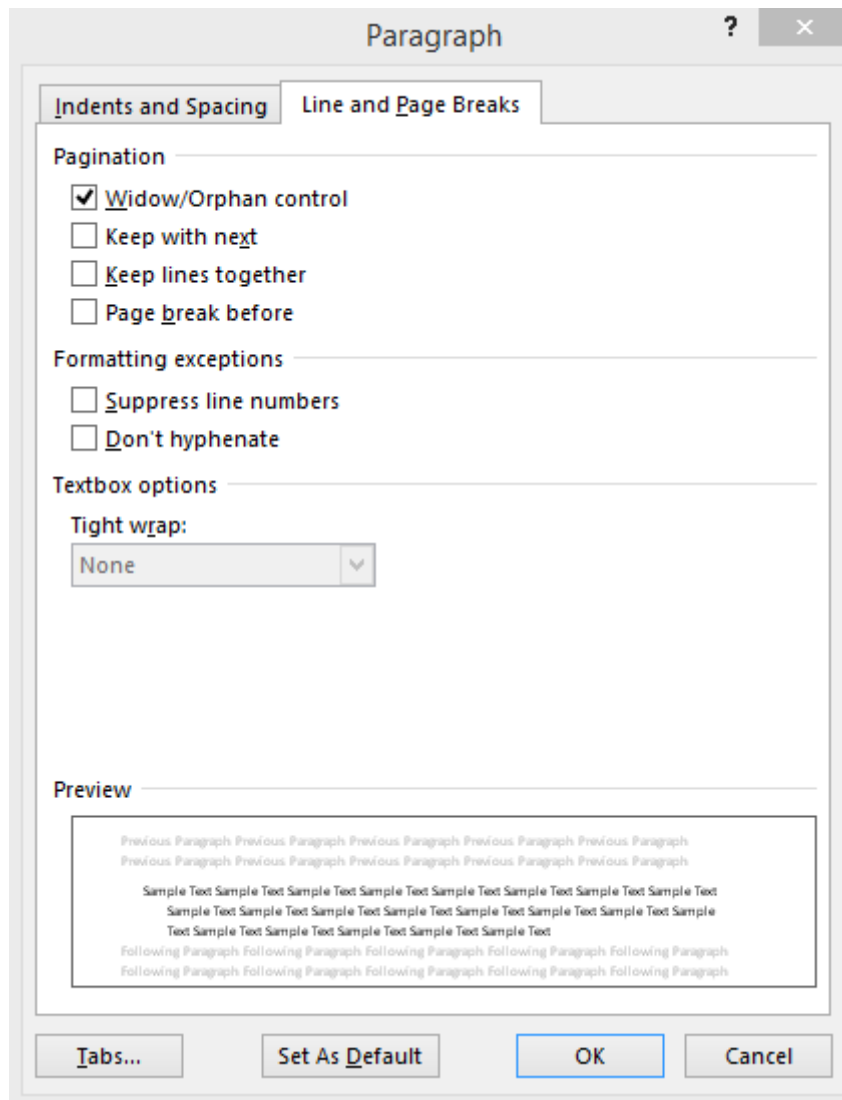 Paragraph ?
Indents and Spacing Line and Page Breaks
Pagination
Widow/Orphan control
Keep with next
Keep lines together
Page break before
Formatting exceptions
Suppress line numbers
Don't hyphenate
Textbox options
Tight wrap:
None
Preview
Previous Paragraph Previous Paragraph Previous Paragraph Previous Paragraph Previous Paragraph
Previous Paragraph Previous Paragraph Previous Paragraph Previous Paragraph Previous Paragraph
Sample Text Sample Text Sample Text Sample Text Sample Text Sample Text Sample Text Sample Text
Sample Text Sample Text Sample Text Sample Text Sample Text Sample Text Sample Text Sample
Text Sample Text Sample Text Sample Text Sample Text Sample Text
Following Paragraph Following Paragraph Following Paragraph Following Paragraph Following Paragraph
Following Paragraph Following Paragraph Following Paragraph Following Paragraph Following Paragraph
Tabs... Set As Default OK Cancel